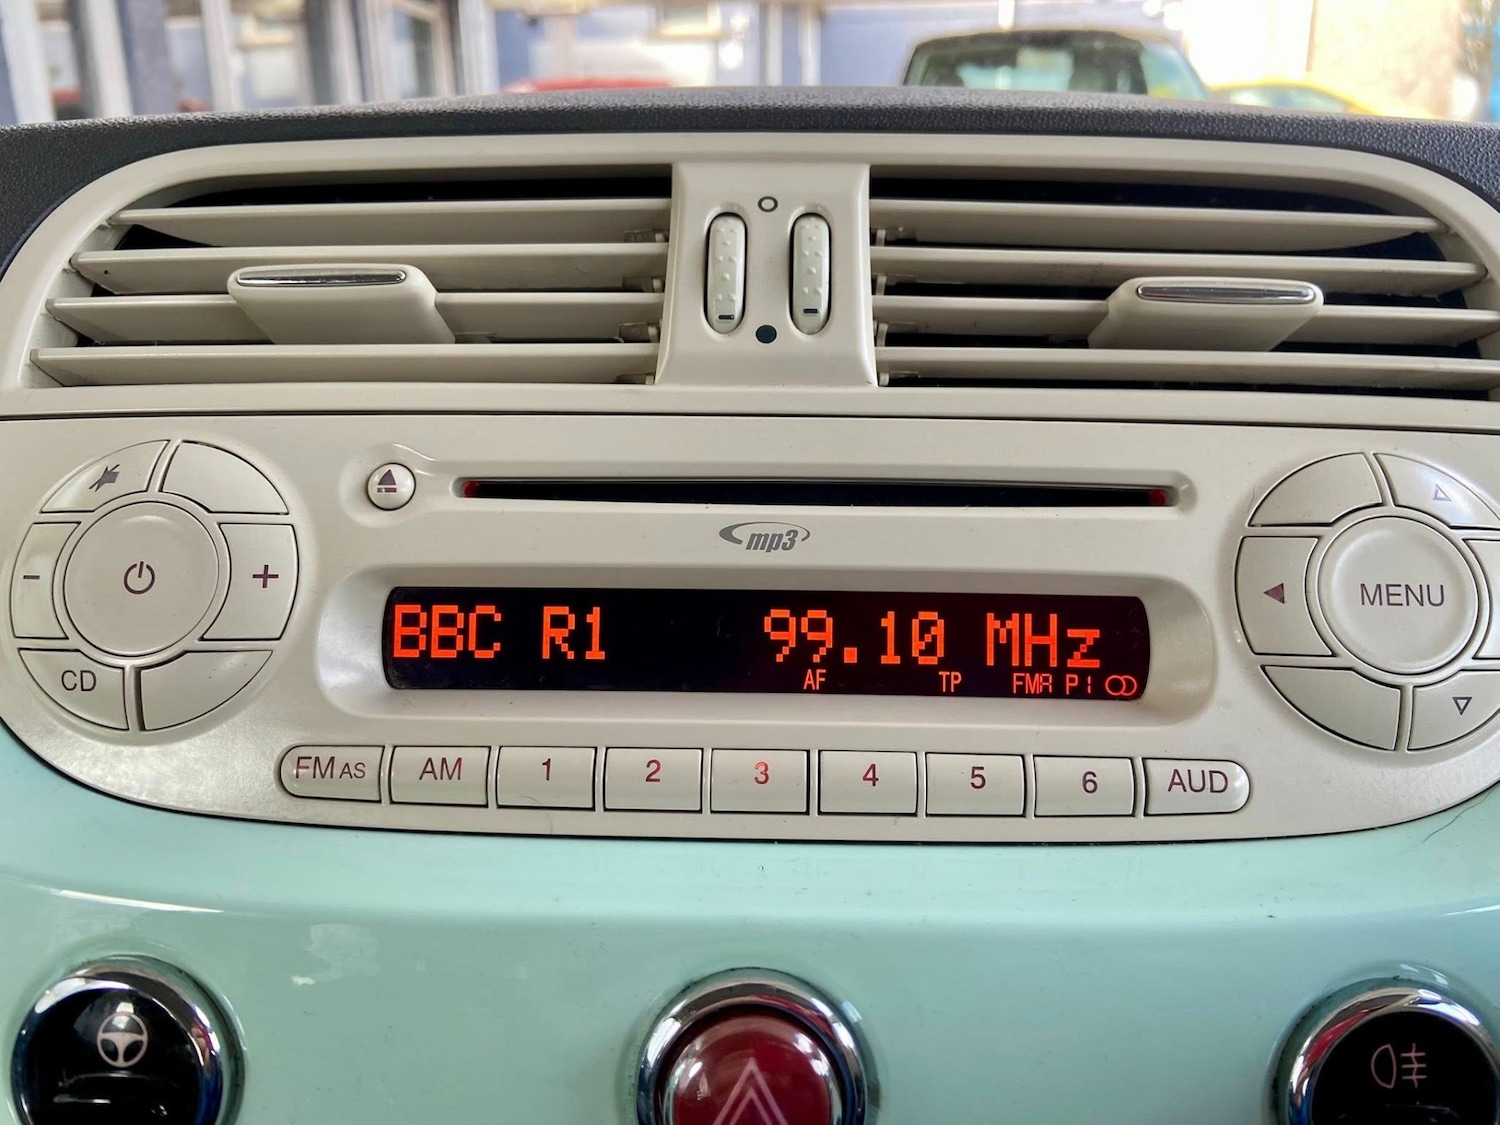 mp3
BBC R1 99.10 MHz
AF TP FMA P1
MENU
CD
FM AS AM 1 2 3 4 5 6 AUD